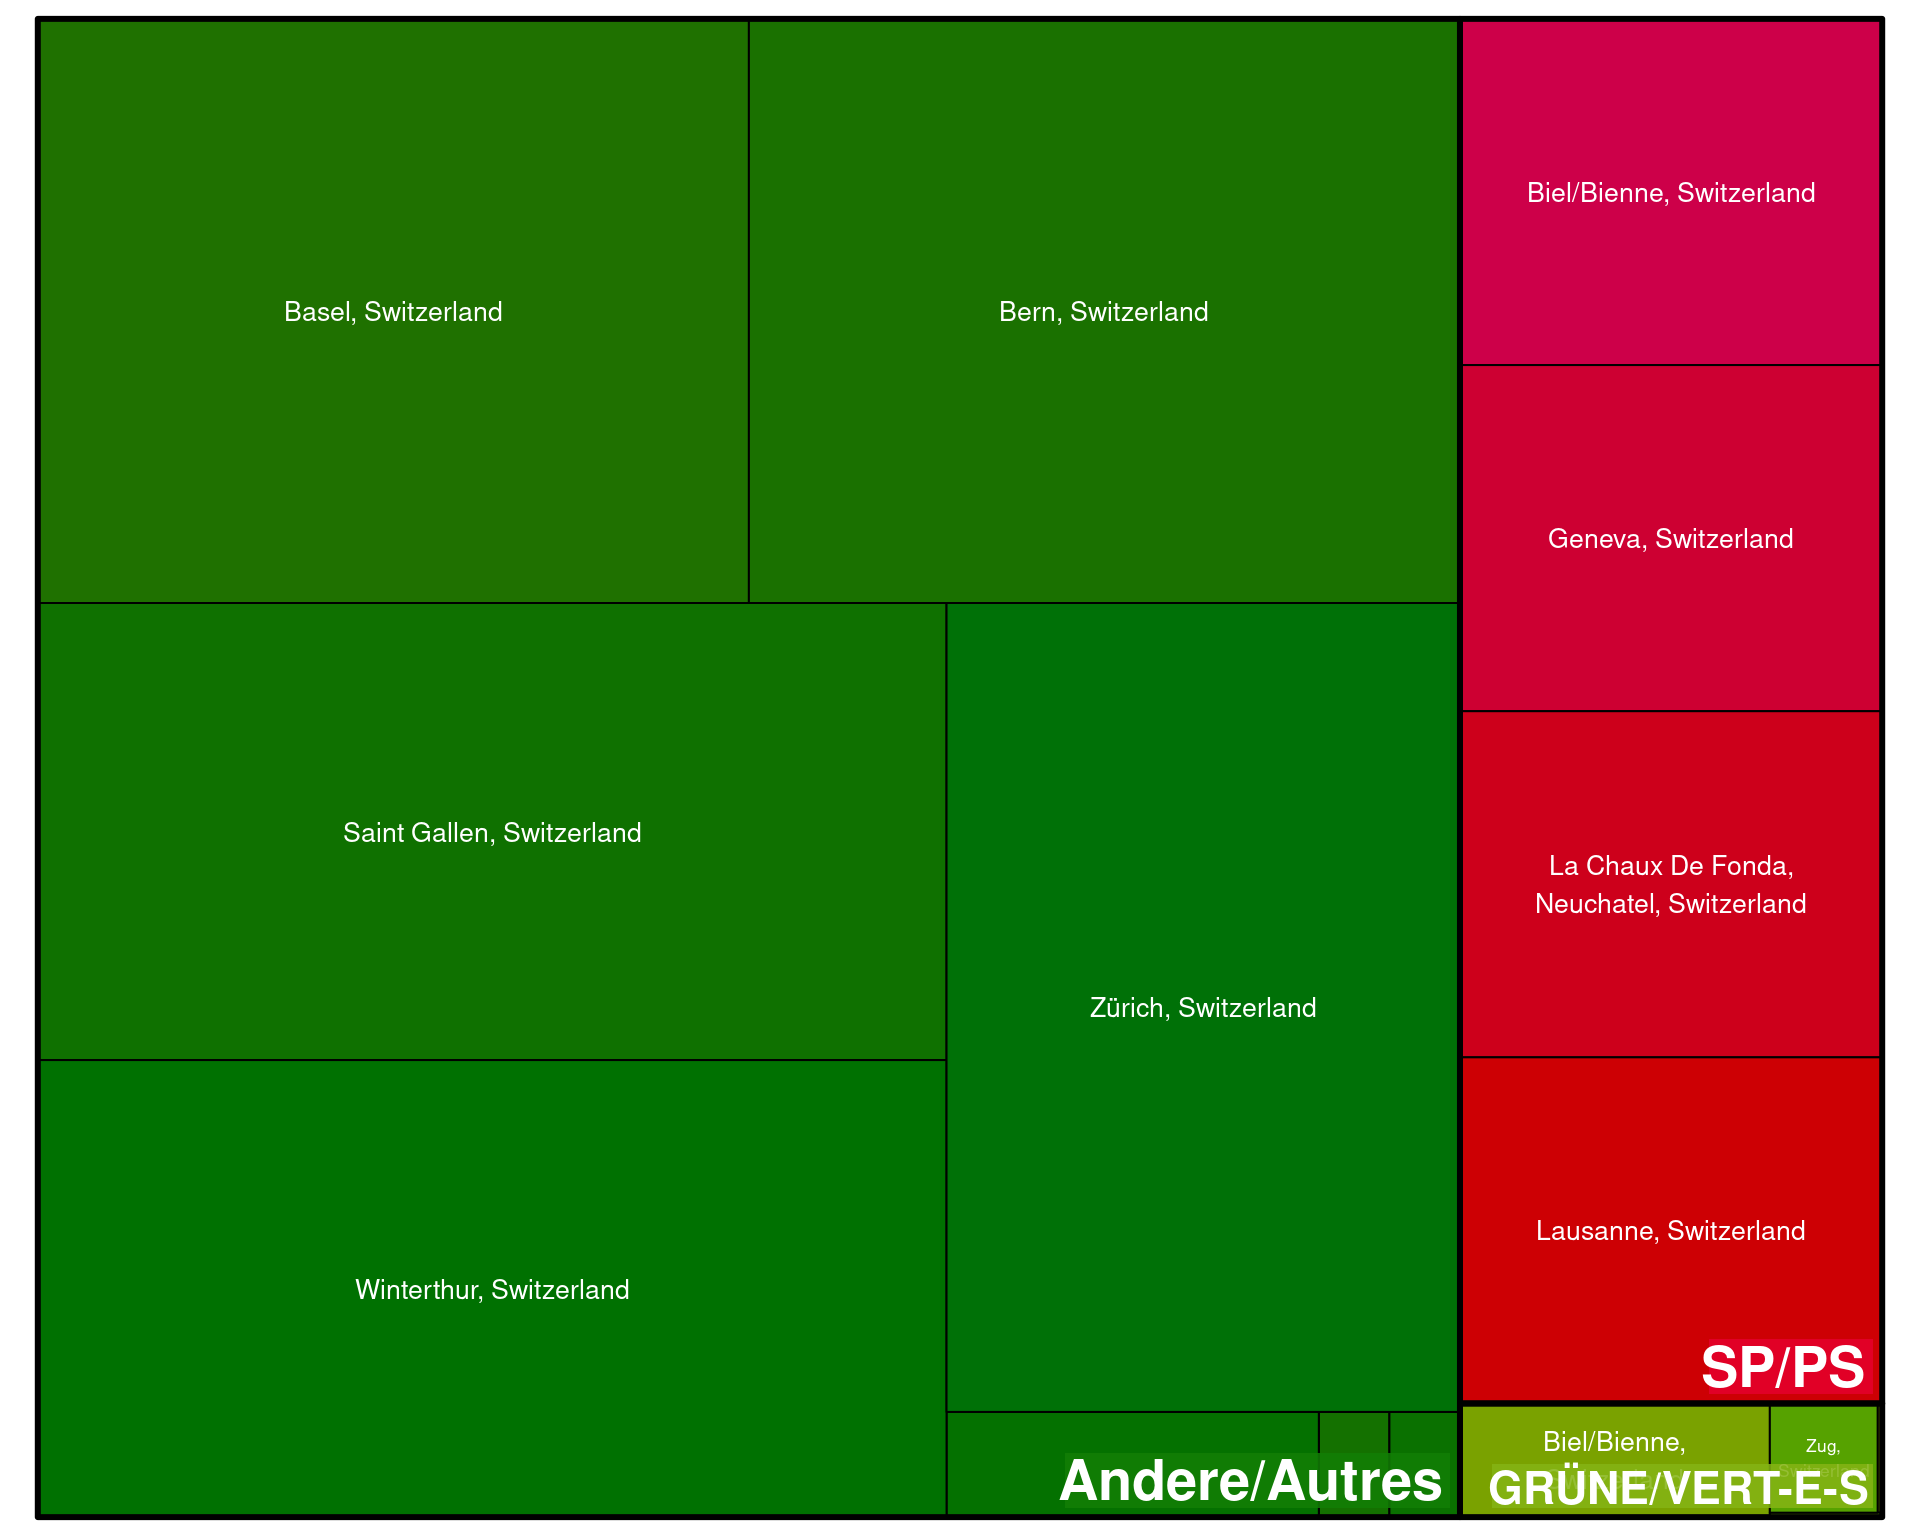 Basel, Switzerland
Bern, Switzerland
Saint Gallen, Switzerland
Zürich, Switzerland
Winterthur, Switzerland
Andere/Autres
Biel/Bienne, Switzerland
Geneva, Switzerland
La Chaux De Fonda,
Neuchatel, Switzerland
Lausanne, Switzerland
SP/PS
Biel/Bienne,
Zug,
GRÜNE/VERT-E-S